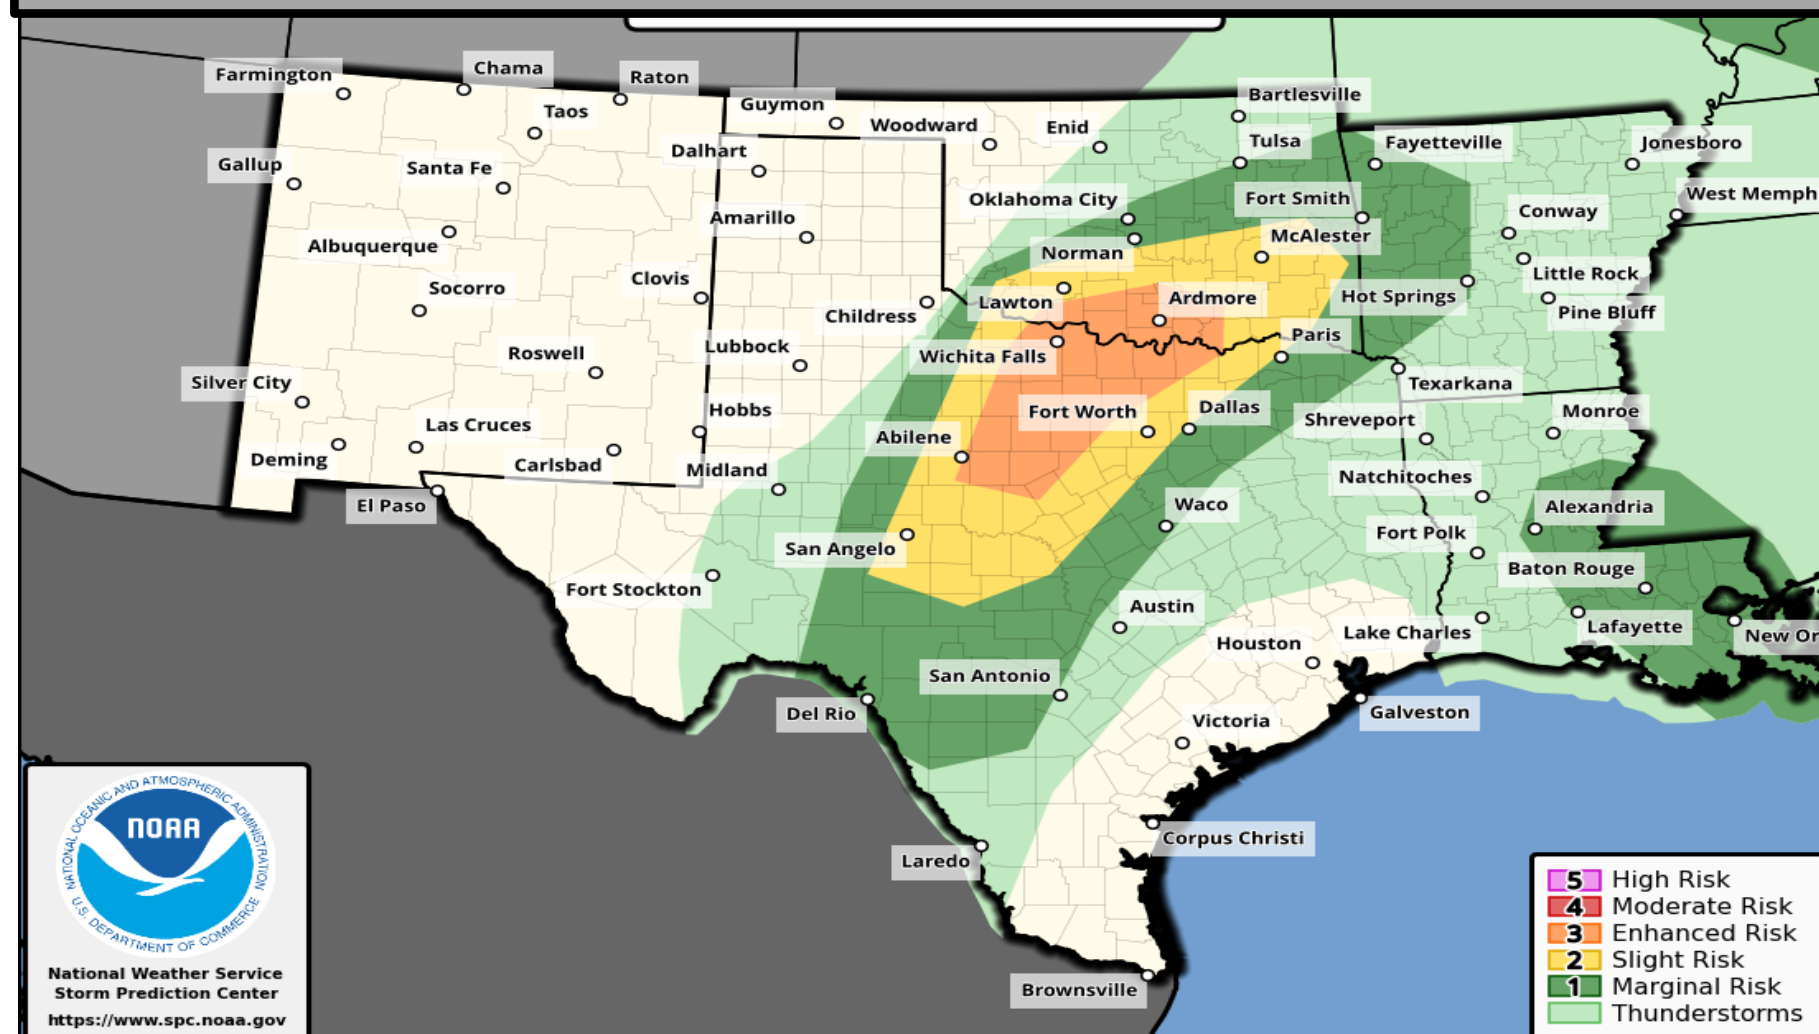 Farmington
Chama
Raton
Taos
Guymon
Woodward
Enid
Bartlesville
Gallup
Santa Fe
Dalhart
Tulsa
Fayetteville
Jonesboro
Albuquerque
Amarillo
Oklahoma City
Fort Smith
Conway
West Memph
Socorro
Clovis
Norman
McAlester
Little Rock
Childress
Lawton
Ardmore
Hot Springs
Pine Bluff
Roswell
Lubbock
Wichita Falls
Paris
Silver City
Las Cruces
Hobbs
Fort Worth
Dallas
Texarkana
Deming
Carlsbad
Midland
Abilene
Shreveport
Monroe
El Paso
San Angelo
Waco
Natchitoches
Alexandria
Fort Stockton
Fort Polk
Baton Rouge
Austin
Houston
Lake Charles
Lafayette
New Or
San Antonio
Del Rio
Victoria
Galveston
Laredo
Corpus Christi
Brownsville
NATIONAL OCEANIC AND ATMOSPHERIC ADMINISTRATION
NOAA
U.S. DEPARTMENT OF COMMERCE
National Weather Service
Storm Prediction Center
https://www.spc.noaa.gov
5 High Risk
4 Moderate Risk
3 Enhanced Risk
2 Slight Risk
1 Marginal Risk
Thunderstorms